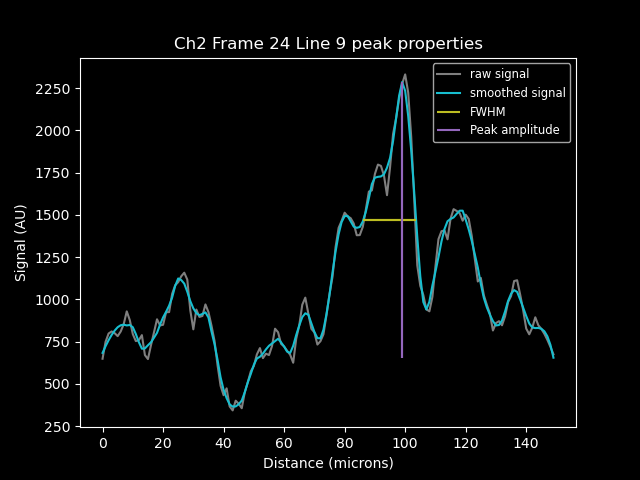 Ch2 Frame 24 Line 9 peak properties
raw signal
smoothed signal
FWHM
Peak amplitude
Signal (AU)
2250
2000
1750
1500
1250
1000
750
500
250
0 20 40 60 80 100 120 140
Distance (microns)